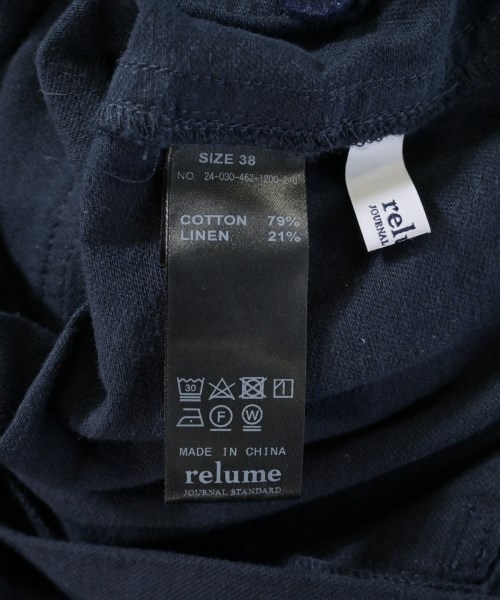 SIZE 38
NO 24-030-462-1200-2-0
COTTON 79%
LINEN 21%
30
F W
MADE IN CHINA
relume
JOURNAL STANDARD
relu
JOURNAL